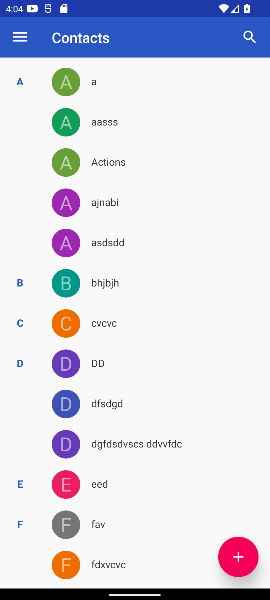 4:04
Contacts
A A a
A aasss
A Actions
A ajnabi
A asdsdd
B B bhjbjh
C C cvcvc
D D DD
D dfsdgd
D dgfdsdvscs ddvvfdc
E E eed
F F fav
F fdxvcvc